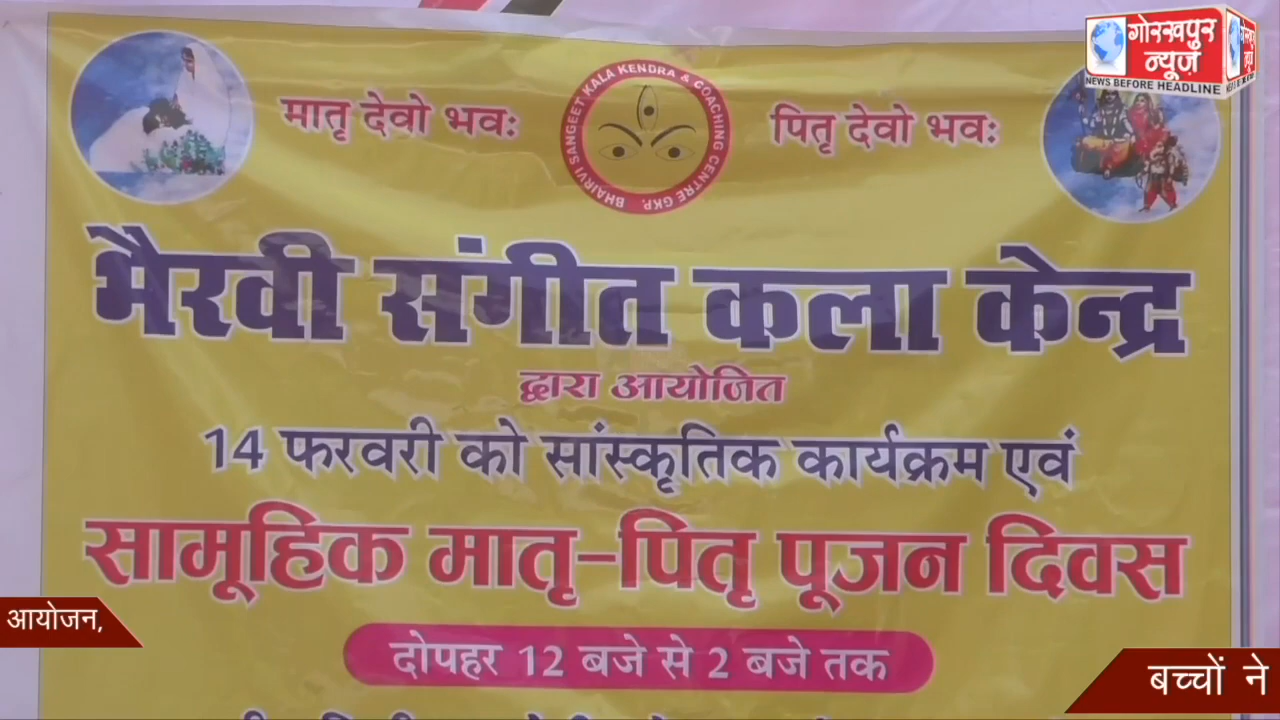 गोरखपुर
न्यूज़
NEWS BEFORE HEADLINE
मातृ देवो भवः
BHAIRVI SANGEET KALA KENDRA & COACHING CENTRE GKP.
पितृ देवो भवः
भैरवी संगीत कला केन्द्र
द्वारा आयोजित
14 फरवरी को सांस्कृतिक कार्यक्रम एवं
सामूहिक मातृ-पितृ पूजन दिवस
आयोजन,
दोपहर 12 बजे से 2 बजे तक
बच्चों ने